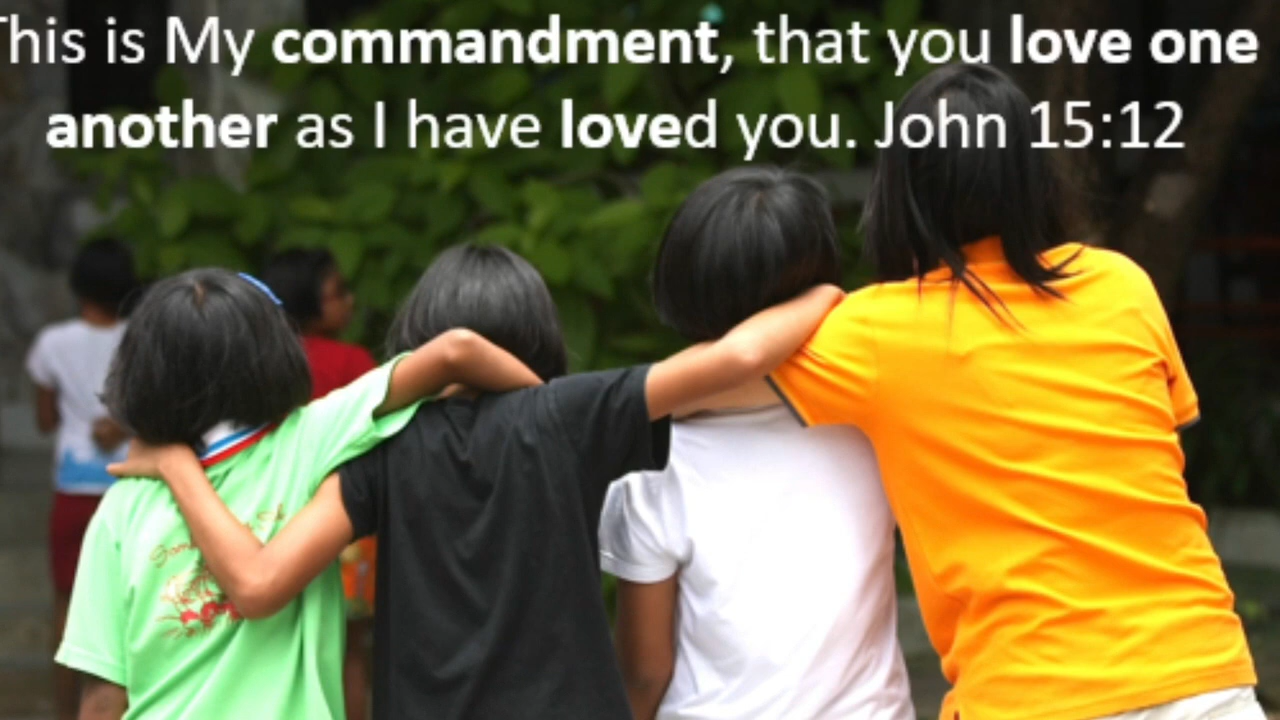 This is My commandment, that you love one
another as I have loved you. John 15:12